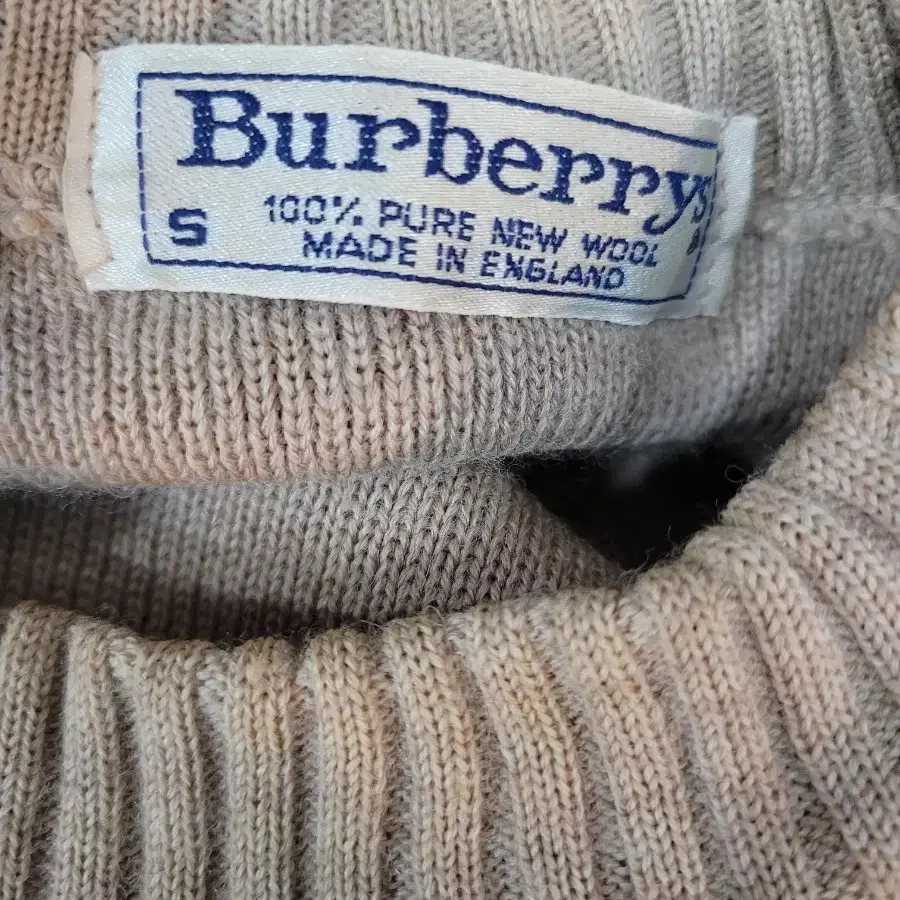 Burberrys
S 100% PURE NEW WOOL
MADE IN ENGLAND